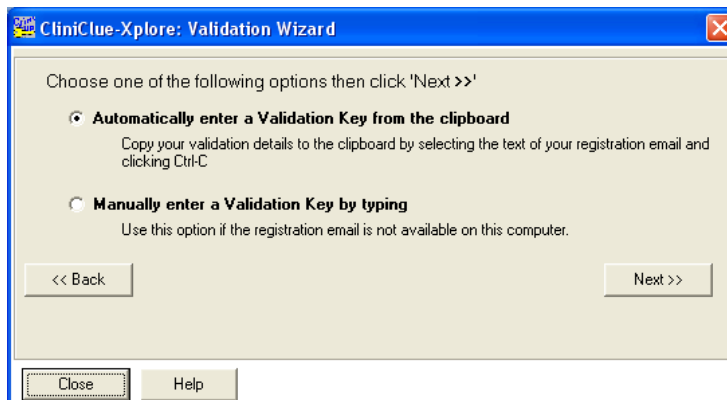 CliniClue-Xplore: Validation Wizard
Choose one of the following options then click 'Next >>'
Automatically enter a Validation Key from the clipboard
Copy your validation details to the clipboard by selecting the text of your registration email and
clicking Ctrl-C
Manually enter a Validation Key by typing
Use this option if the registration email is not available on this computer.
<< Back
Next >>
Close
Help